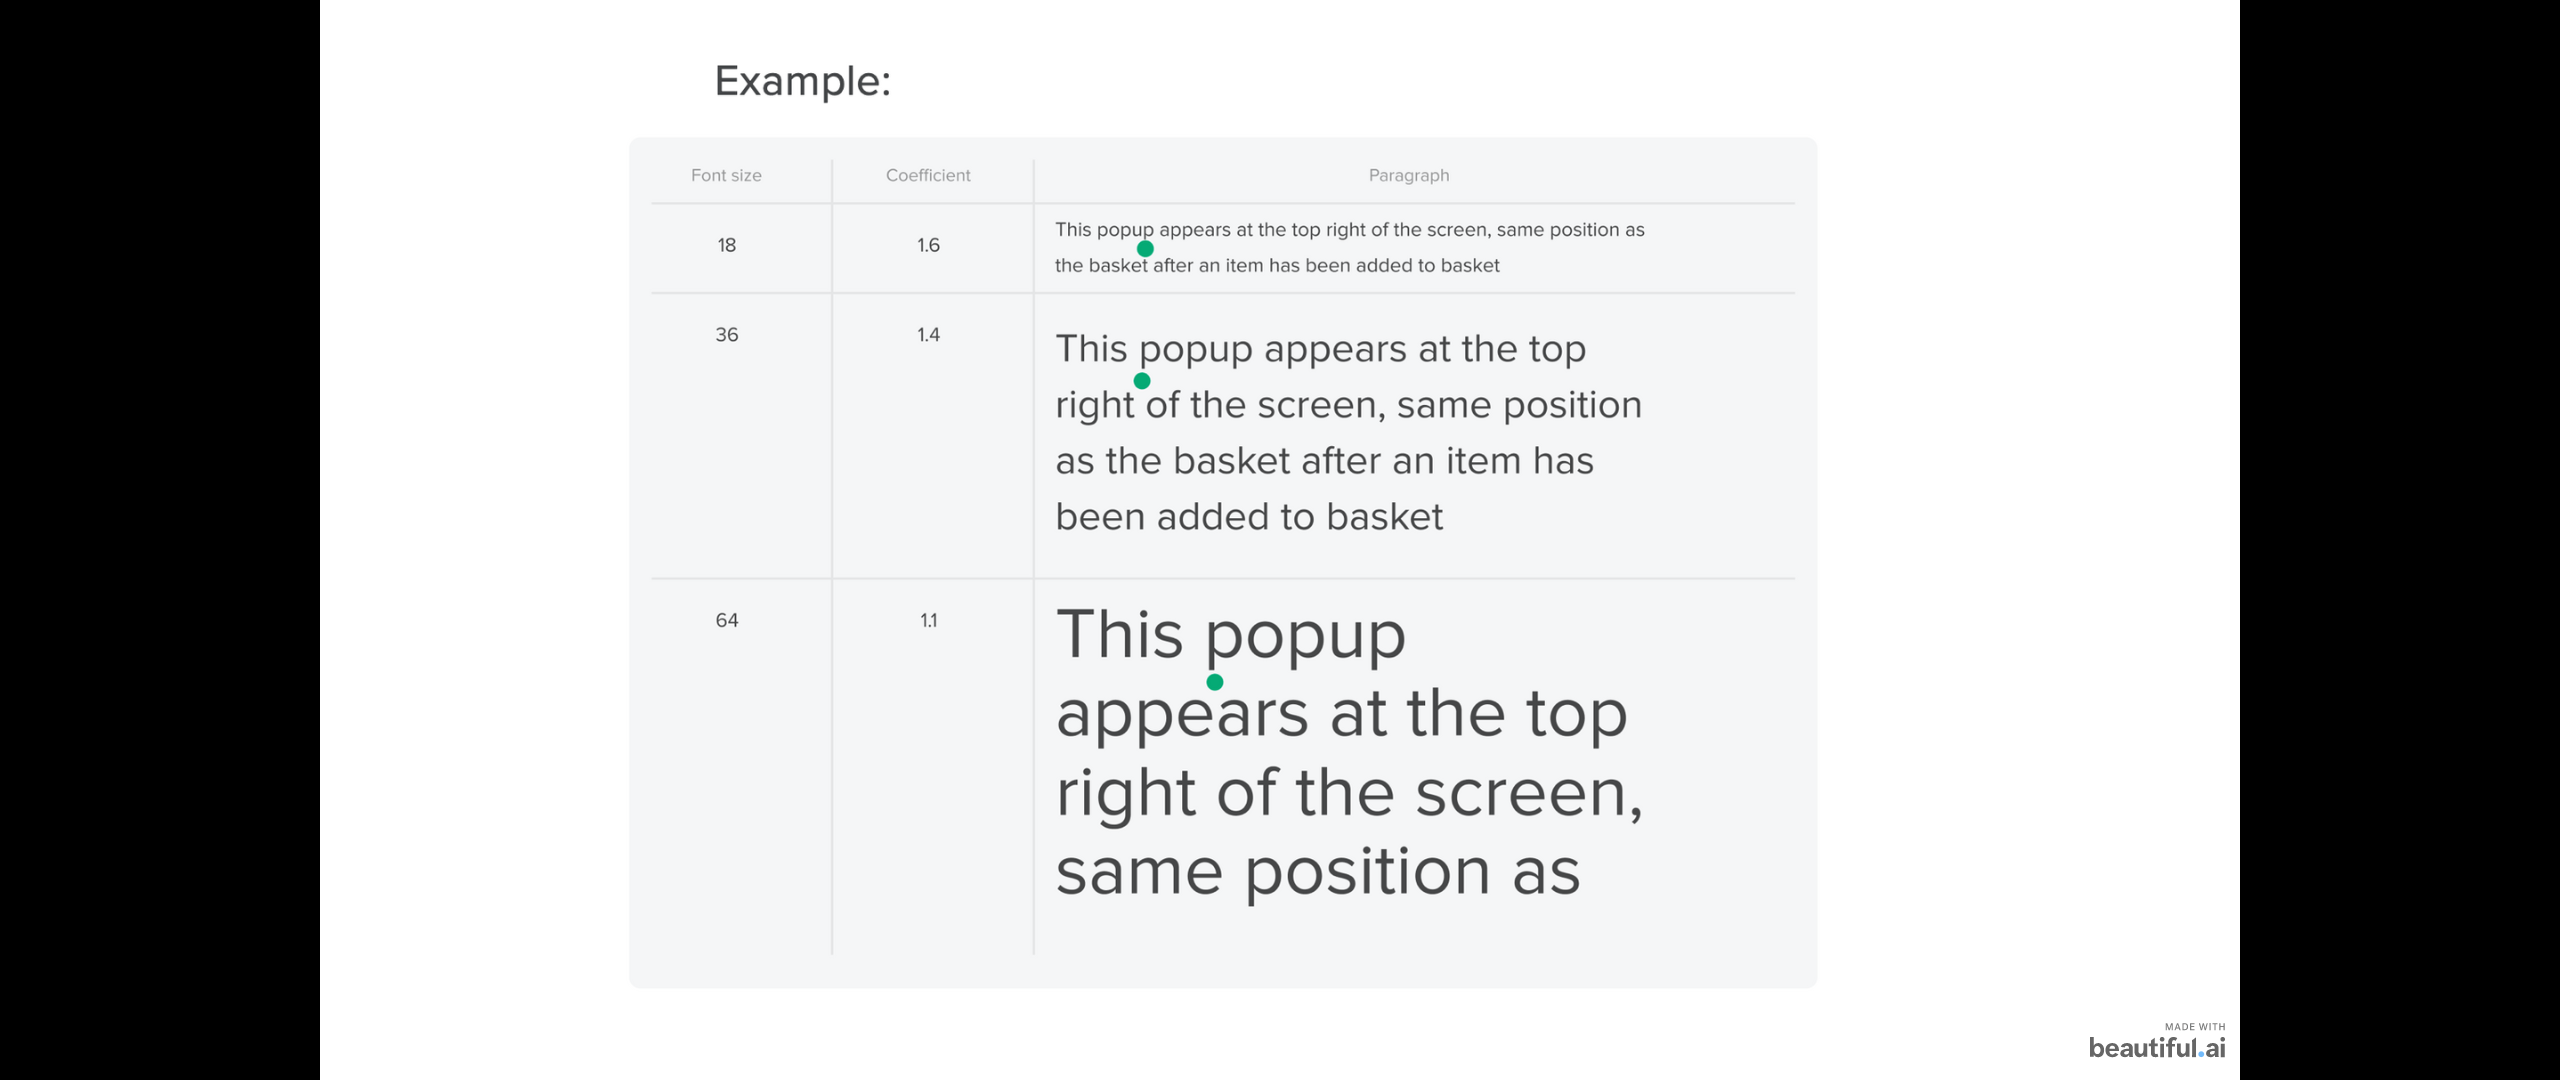 Example:
Font size
Coefficient
Paragraph
18
1.6
This popup appears at the top right of the screen, same position as
the basket after an item has been added to basket
36
1.4
This popup appears at the top
right of the screen, same position
as the basket after an item has
been added to basket
64
1.1
This popup
appears at the top
right of the screen,
same position as
MADE WITH
beautiful.ai